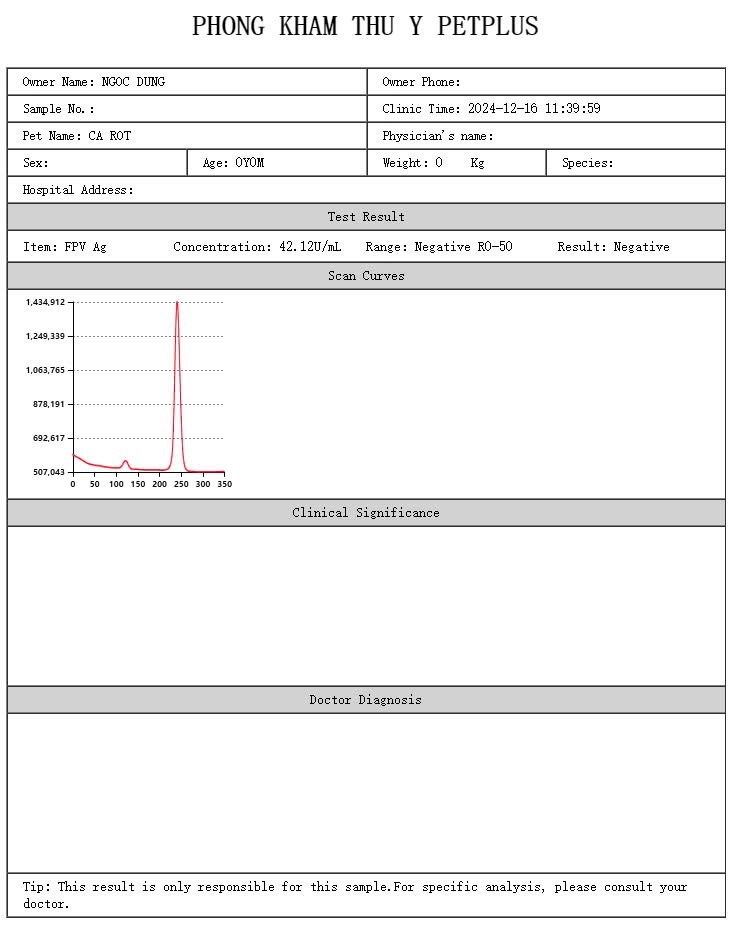 PHONG KHAM THU Y PETPLUS
Owner Name: NGOC DUNG Owner Phone:
Sample No.: Clinic Time: 2024-12-16 11:39:59
Pet Name: CA ROT Physician's name:
Sex: Age: 0Y0M Weight: 0 Kg Species:
Hospital Address:
Test Result
Item: FPV Ag Concentration: 42.12U/mL Range: Negative R0-50 Result: Negative
Scan Curves
1,434,912
1,249,339
1,063,765
878,191
692,617
507,043
0 50 100 150 200 250 300 350
Clinical Significance
Doctor Diagnosis
Tip: This result is only responsible for this sample.For specific analysis, please consult your
doctor.